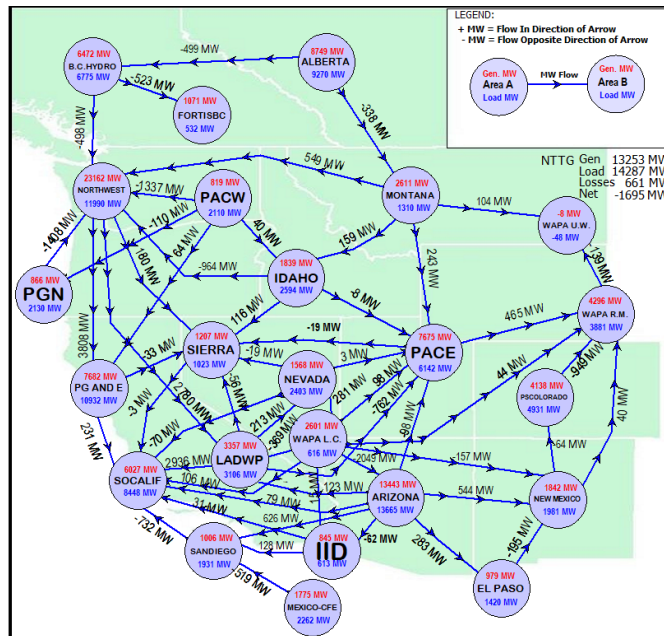 LEGEND:
+ MW = Flow In Direction of Arrow
- MW = Flow Opposite Direction of Arrow
Gen. MW
Area A
Load MW
MW Flow
Gen. MW
Area B
Load MW
NTTG Gen 13253 MW
Load 14287 MW
Losses 661 MW
Net -1695 MW
6472 MW
B.C.HYDRO
6775 MW
-499 MW
8749 MW
ALBERTA
9270 MW
-523 MW
1071 MW
FORTISBC
532 MW
-338 MW
-498 MW
549 MW
23162 MW
NORTHWEST
11990 MW
-1337 MW
819 MW
PACW
2110 MW
2611 MW
MONTANA
1310 MW
104 MW
-8 MW
WAPA U.W.
-48 MW
-110 MW
-1408 MW
180 MW
64 MW
40 MW
-964 MW
159 MW
243 MW
-139 MW
866 MW
PGN
2130 MW
1839 MW
IDAHO
2594 MW
-8 MW
116 MW
465 MW
4296 MW
WAPA R.M.
3881 MW
3808 MW
-33 MW
1207 MW
SIERRA
1023 MW
-19 MW
-19 MW
3 MW
7675 MW
PACE
6142 MW
7682 MW
PG AND E
10932 MW
-3 MW
2780 MW
-56 MW
1568 MW
NEVADA
2403 MW
281 MW
98 MW
-762 MW
44 MW
4138 MW
PSCOLORADO
4931 MW
-949 MW
40 MW
231 MW
-70 MW
213 MW
-369 MW
2601 MW
WAPA L.C.
616 MW
-98 MW
64 MW
6027 MW
SOCALIF
8448 MW
2936 MW
3357 MW
LADWP
3106 MW
-2049 MW
-157 MW
106 MW
79 MW
-123 MW
13443 MW
ARIZONA
13665 MW
544 MW
1842 MW
NEW MEXICO
1981 MW
31 MW
626 MW
-732 MW
1006 MW
SANDIEGO
1931 MW
128 MW
845 MW
IID
613 MW
-62 MW
283 MW
-195 MW
-519 MW
1775 MW
MEXICO-CFE
2262 MW
979 MW
EL PASO
1420 MW